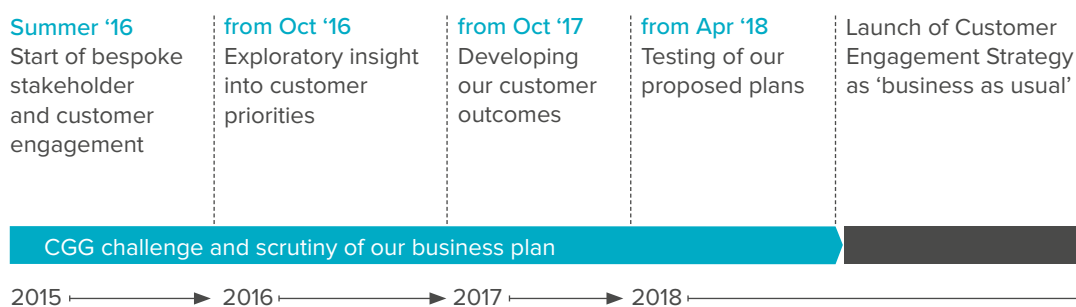 Summer ‘16
Start of bespoke
stakeholder
and customer
engagement
from Oct ‘16
Exploratory insight
into customer
priorities
from Oct ‘17
Developing
our customer
outcomes
from Apr ‘18
Testing of our
proposed plans
Launch of Customer
Engagement Strategy
as ‘business as usual’
CGG challenge and scrutiny of our business plan
2015 2016 2017 2018